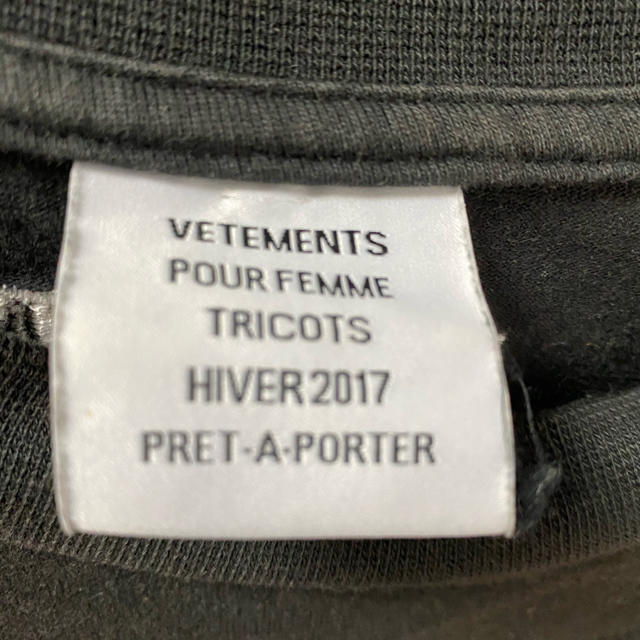 VETEMENTS
POUR FEMME
TRICOTS
HIVER 2017
PRET-A-PORTER